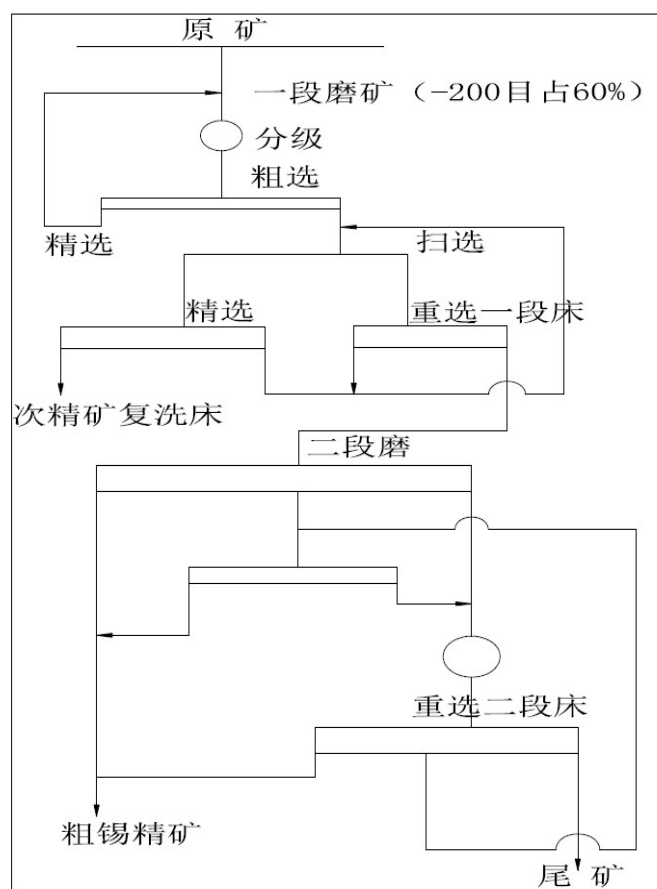 原 矿
一段磨矿（-200目占60%）
分级
粗选
精选
扫选
精选
重选一段床
次精矿复洗床
二段磨
重选二段床
粗锡精矿
尾 矿